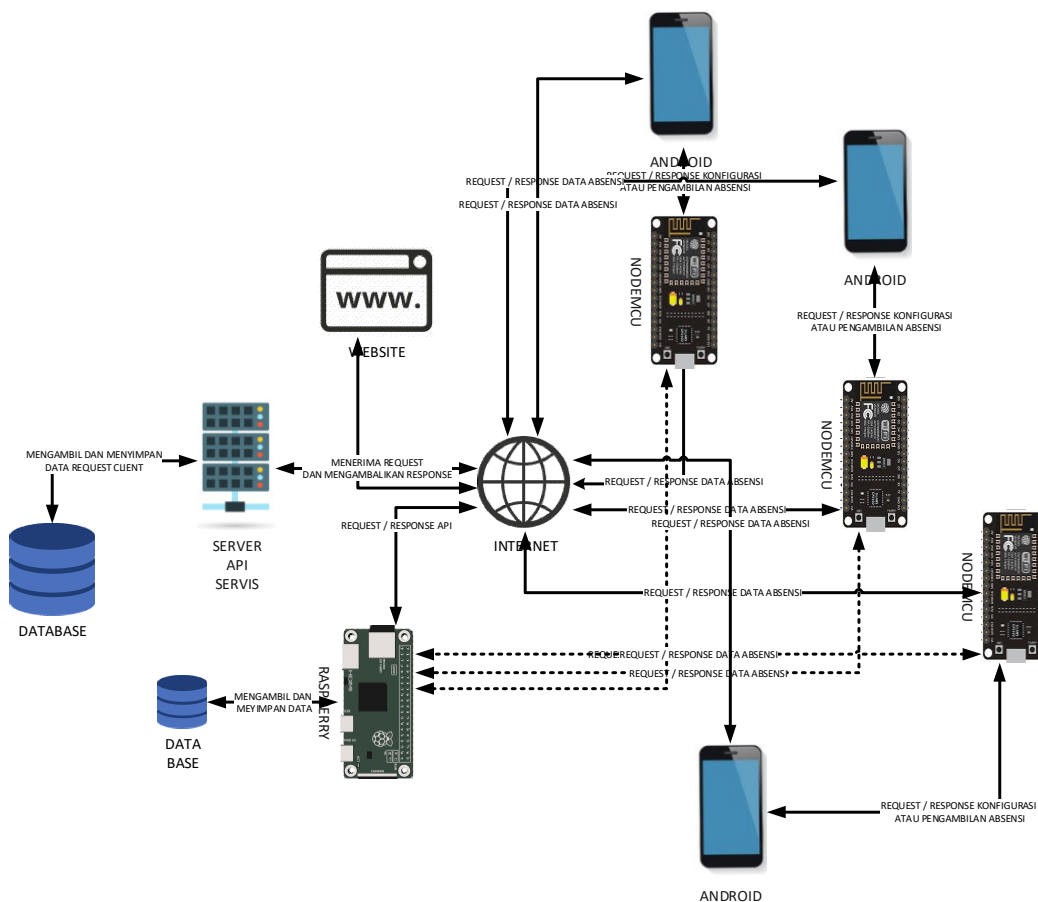 ANDROID
REQUEST / RESPONSE KONFIGURASI
ATAU PENGAMBILAN ABSENSI
REQUEST / RESPONSE DATA ABSENSI
REQUEST / RESPONSE DATA ABSENSI
NODEMCU
ANDROID
www.
WEBSITE
REQUEST / RESPONSE KONFIGURASI
ATAU PENGAMBILAN ABSENSI
NODEMCU
MENGAMBIL DAN MENYIMPAN
DATA REQUEST CLIENT
MENERIMA REQUEST
DAN MENGAMBALIKAN RESPONSE
REQUEST / RESPONSE DATA ABSENSI
REQUEST / RESPONSE DATA ABSENSI
REQUEST / RESPONSE DATA ABSENSI
REQUEST / RESPONSE API
INTERNET
SERVER
API
SERVIS
DATABASE
NODEMCU
REQUEST / RESPONSE DATA ABSENSI
REQUEST / RESPONSE DATA ABSENSI
REQUEST / RESPONSE DATA ABSENSI
RASPBERRY
MENGAMBIL DAN
MEYIMPAN DATA
DATA
BASE
REQUEST / RESPONSE KONFIGURASI
ATAU PENGAMBILAN ABSENSI
ANDROID